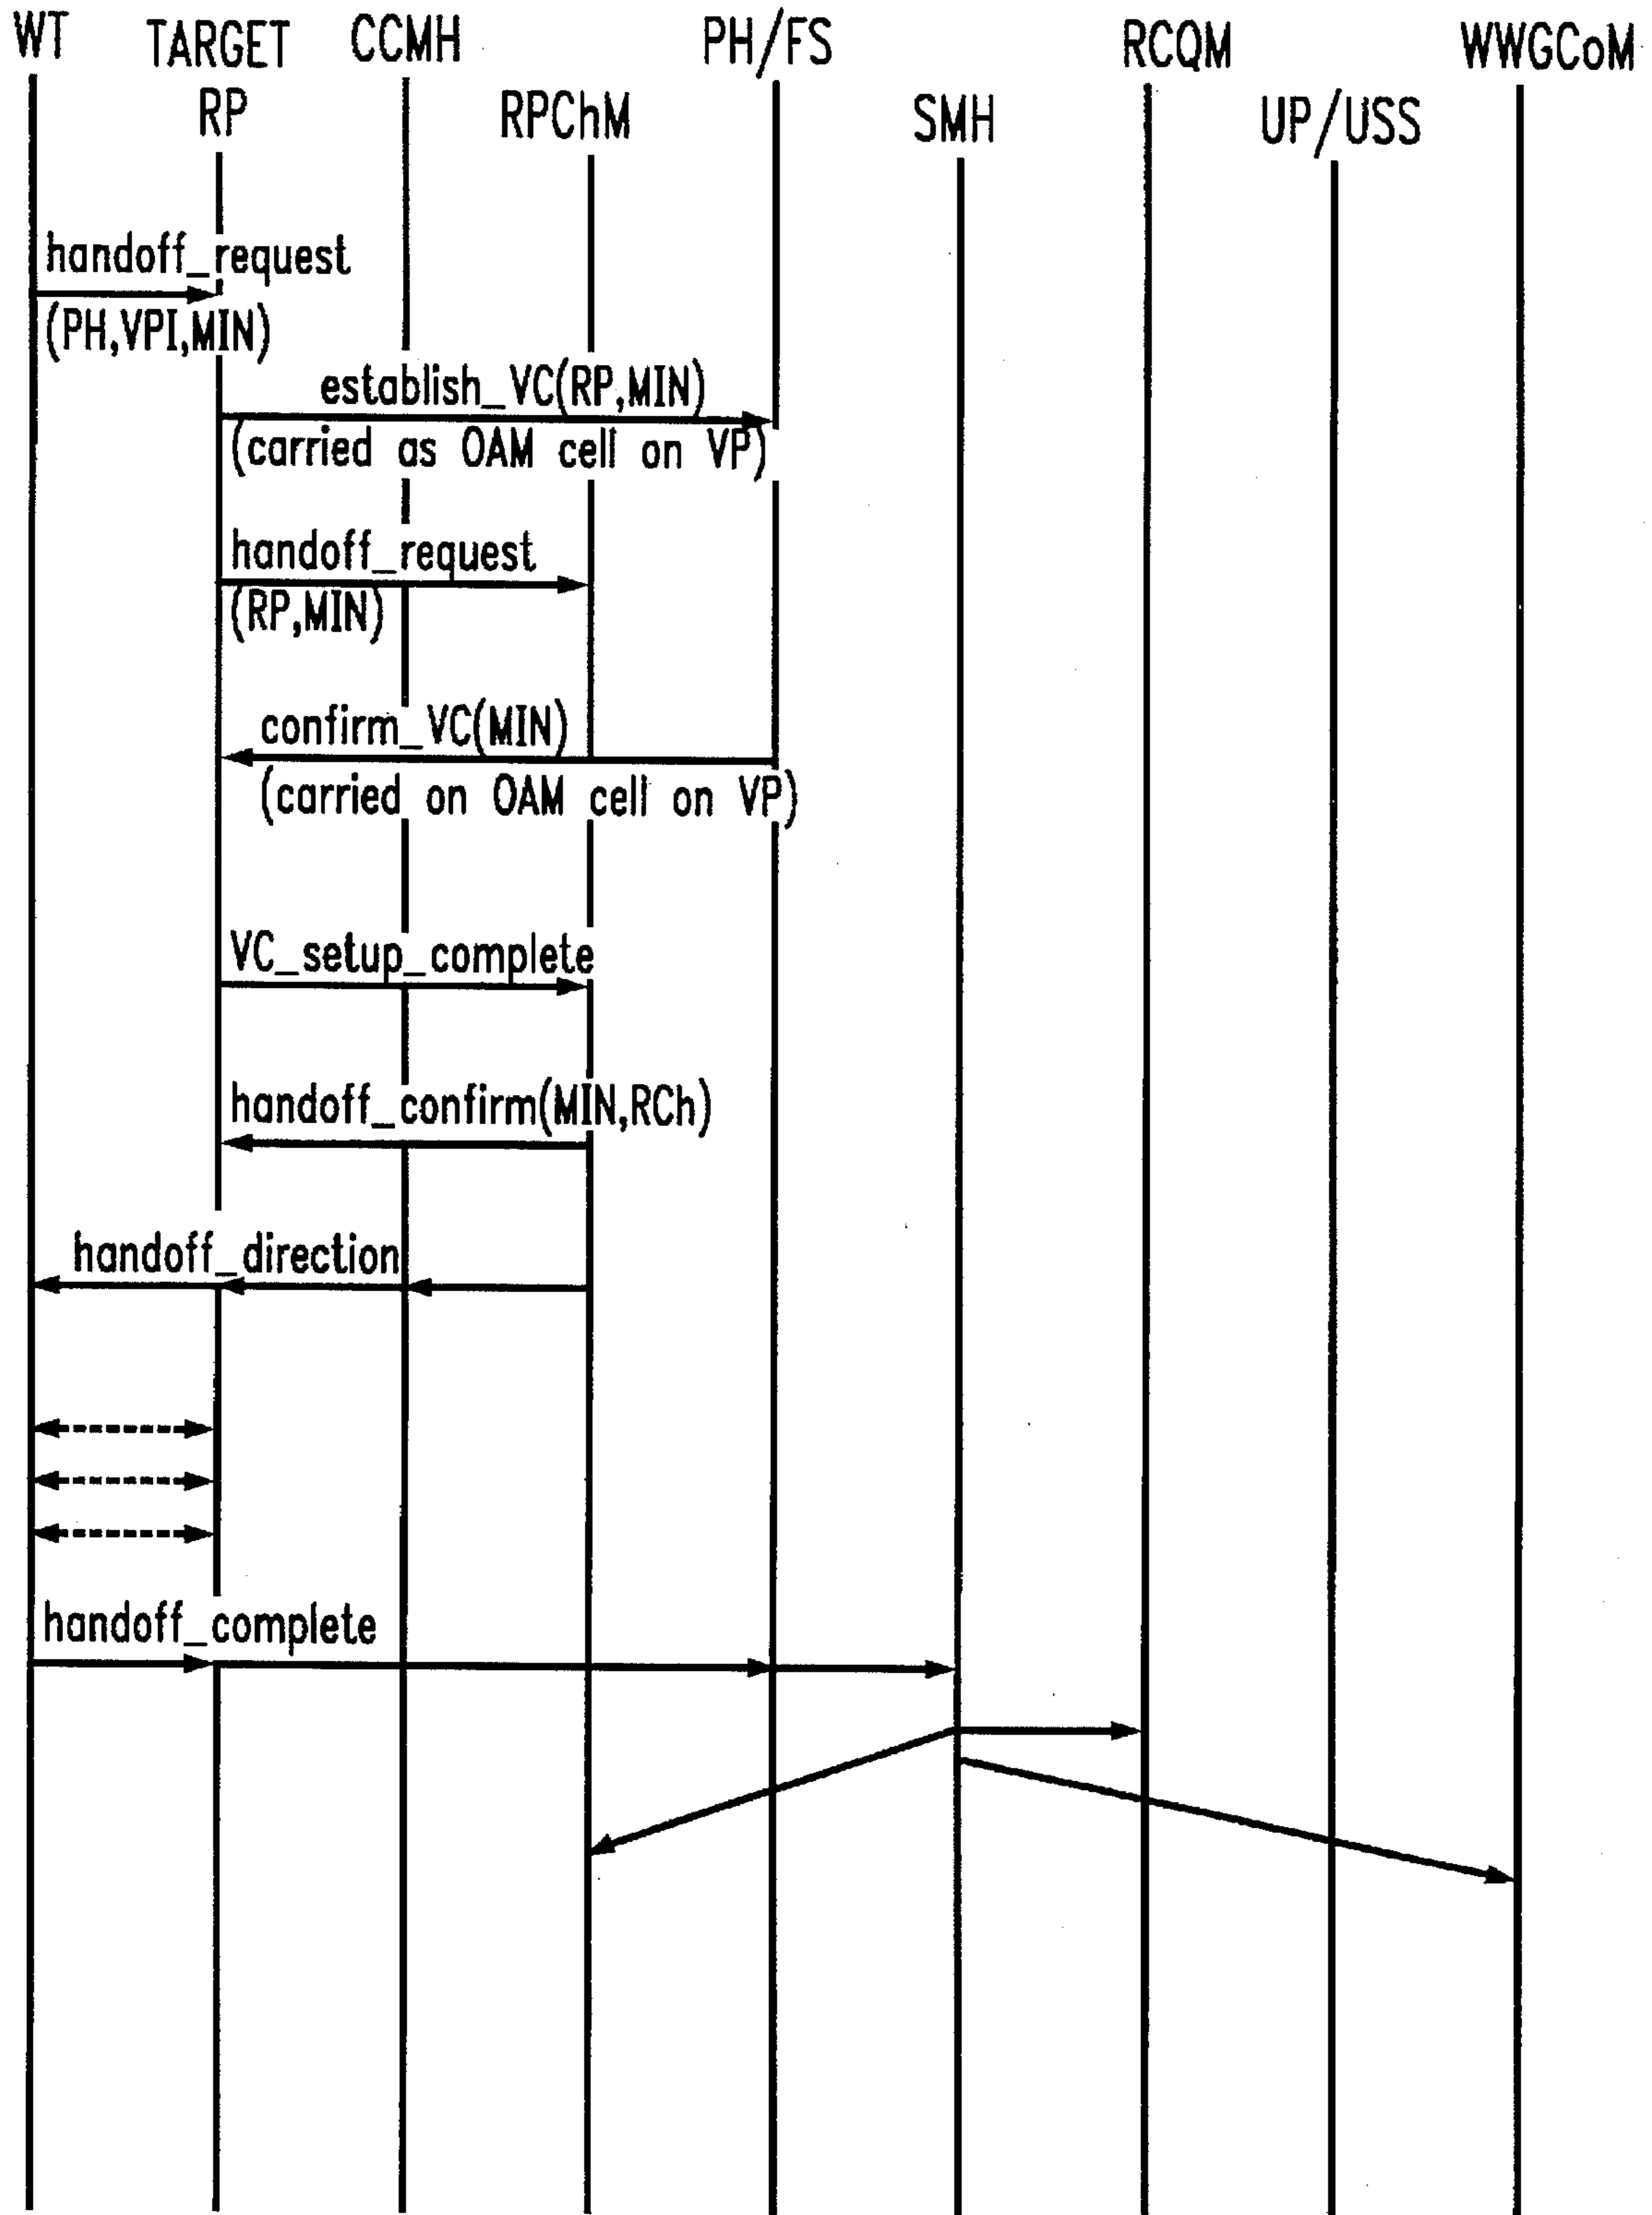 WT TARGET CCMH PH/FS RCQM WWGCoM
RP RPChM SMH UP/USS
handoff_request
(PH,VPI,MIN)
establish_VC(RP,MIN)
(carried as OAM cell on VP)
handoff_request
(RP,MIN)
confirm_VC(MIN)
(carried on OAM cell on VP)
VC_setup_complete
handoff_confirm(MIN,RCh)
handoff_direction
handoff_complete